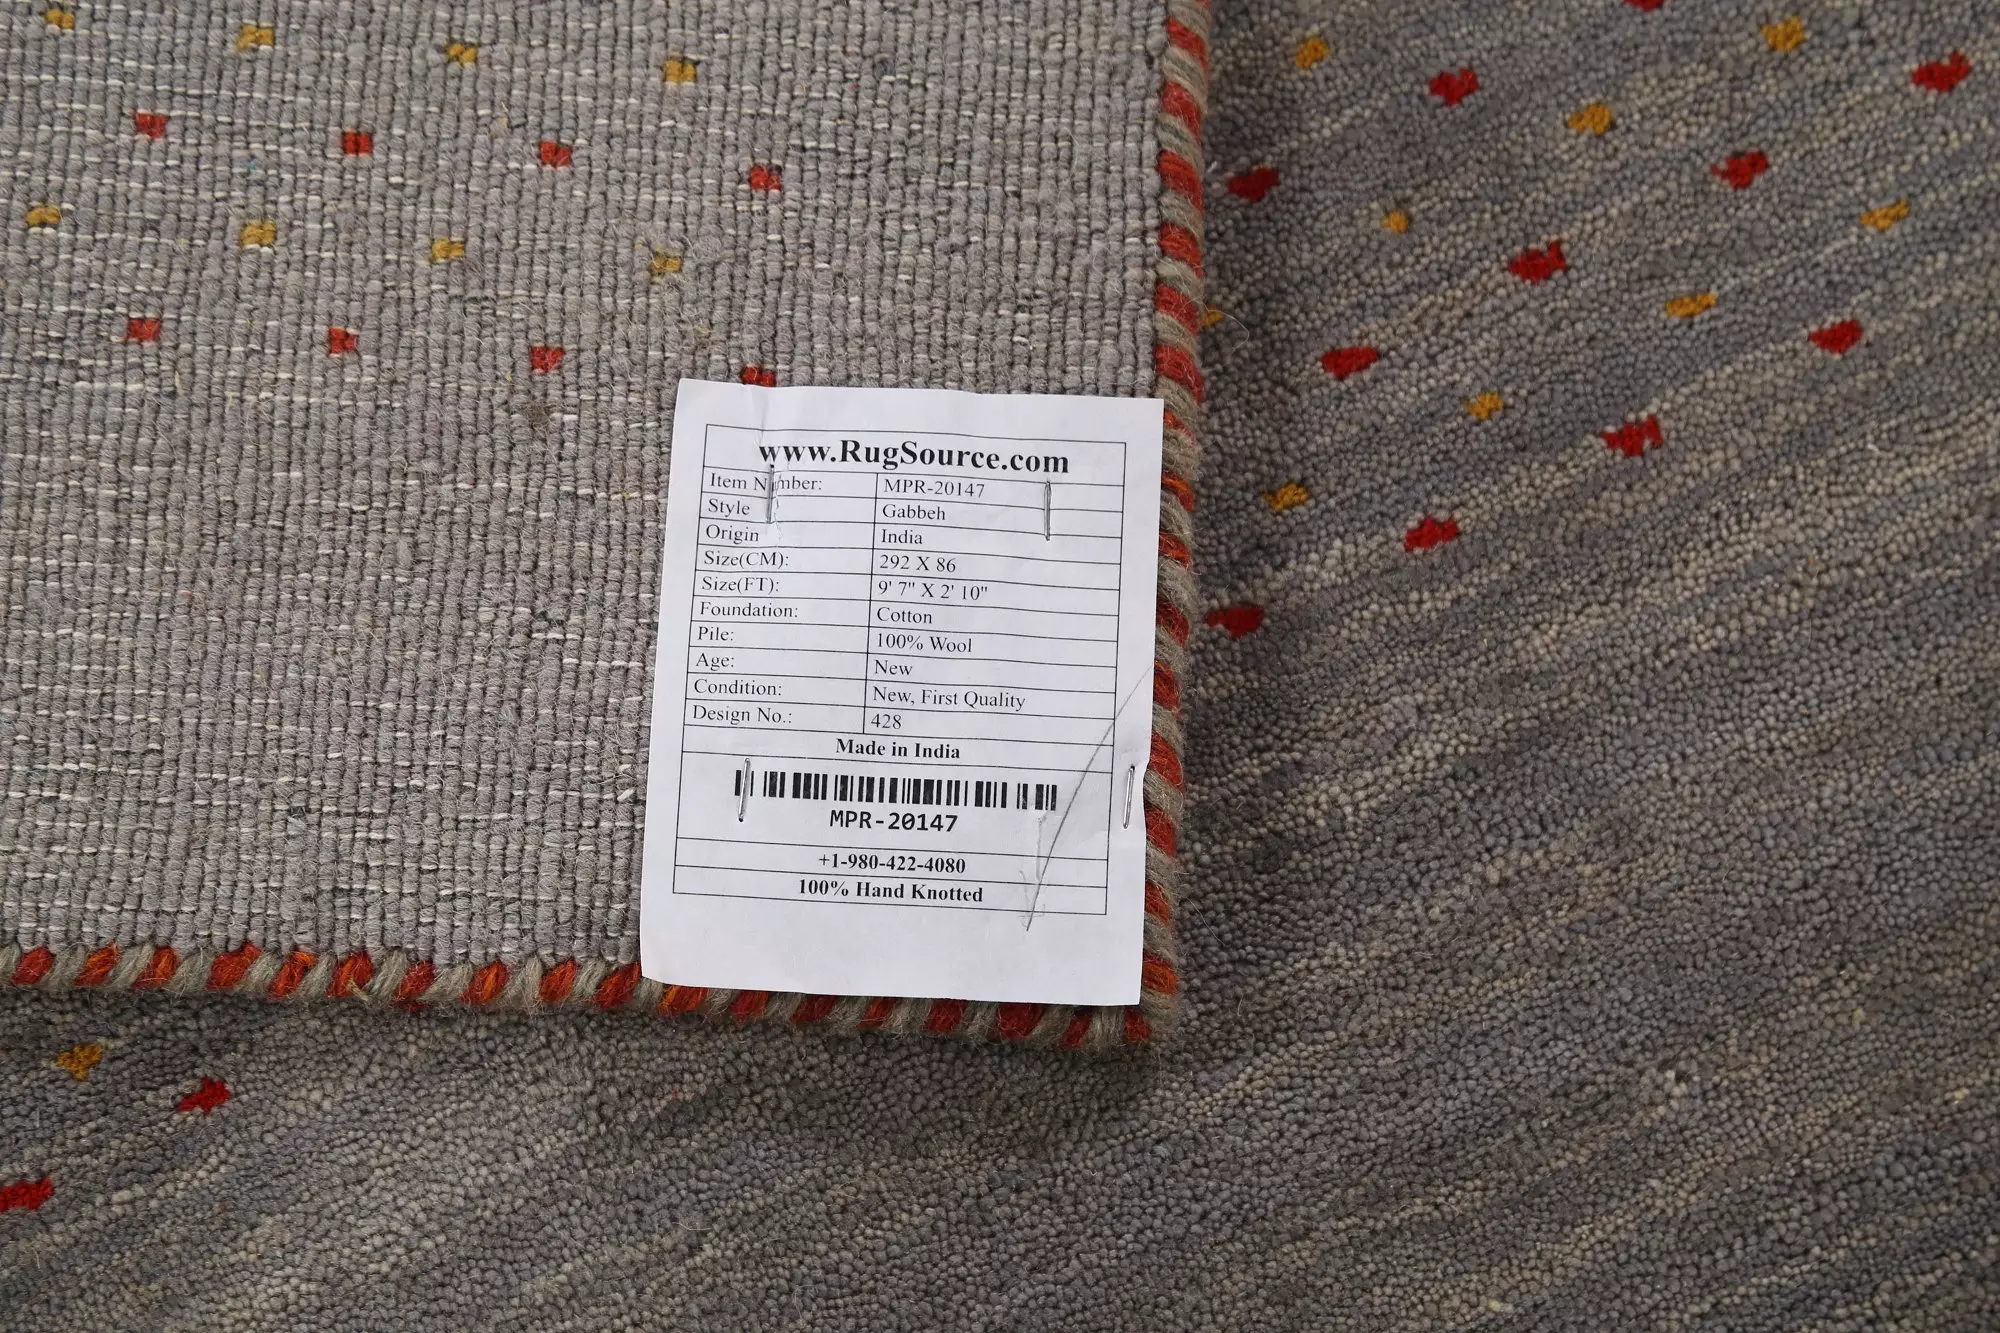 www.RugSource.com
Item Number: MPR-20147
Style Gabbeh
Origin India
Size(CM): 292 X 86
Size(FT): 9' 7" X 2' 10"
Foundation: Cotton
Pile: 100% Wool
Age: New
Condition: New, First Quality
Design No.: 428
Made in India
MPR-20147
+1-980-422-4080
100% Hand Knotted